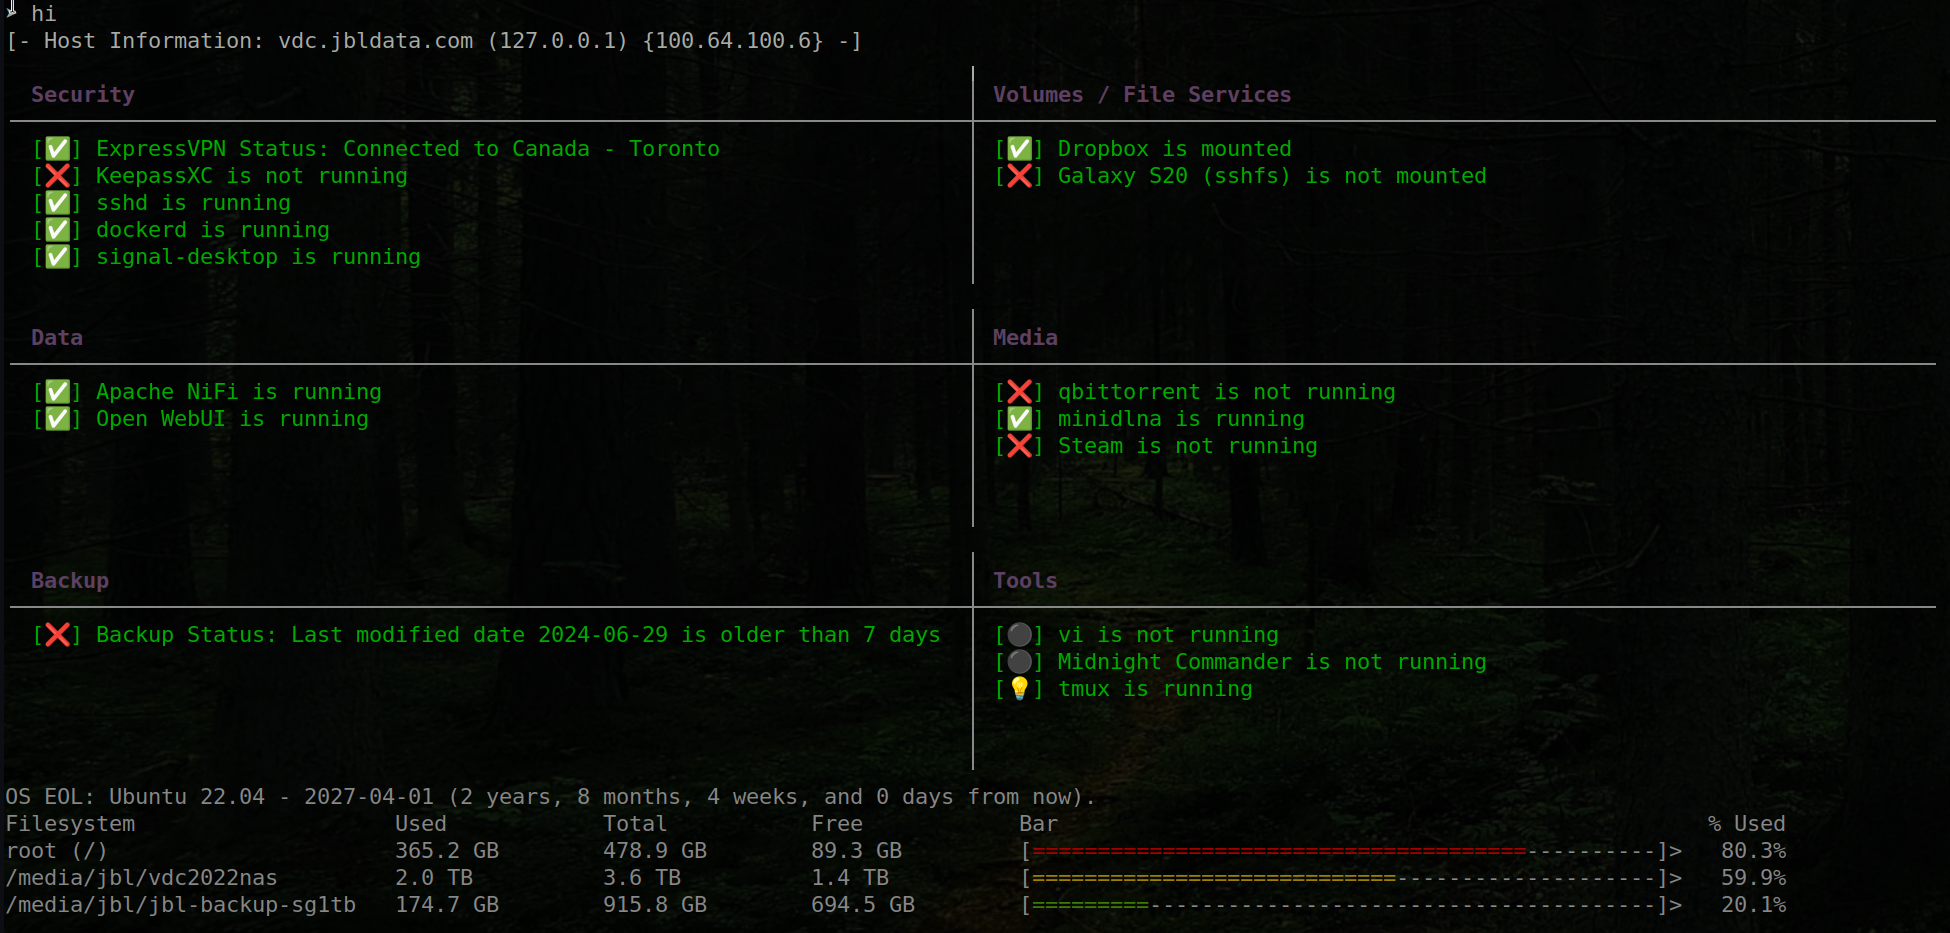 ➤ hi
[- Host Information: vdc.jbldata.com (127.0.0.1) {100.64.100.6} -]
Security
[✅] ExpressVPN Status: Connected to Canada - Toronto
[❌] KeepassXC is not running
[✅] sshd is running
[✅] dockerd is running
[✅] signal-desktop is running
Volumes / File Services
[✅] Dropbox is mounted
[❌] Galaxy S20 (sshfs) is not mounted
Data
[✅] Apache NiFi is running
[✅] Open WebUI is running
Media
[❌] qbittorrent is not running
[✅] minidlna is running
[❌] Steam is not running
Backup
[❌] Backup Status: Last modified date 2024-06-29 is older than 7 days
Tools
[⚫] vi is not running
[⚫] Midnight Commander is not running
[💡] tmux is running
OS EOL: Ubuntu 22.04 - 2027-04-01 (2 years, 8 months, 4 weeks, and 0 days from now).
Filesystem Used Total Free Bar % Used
root (/) 365.2 GB 478.9 GB 89.3 GB [======================================----------]> 80.3%
/media/jbl/vdc2022nas 2.0 TB 3.6 TB 1.4 TB [============================--------------------]> 59.9%
/media/jbl/jbl-backup-sg1tb 174.7 GB 915.8 GB 694.5 GB [=========---------------------------------------]> 20.1%